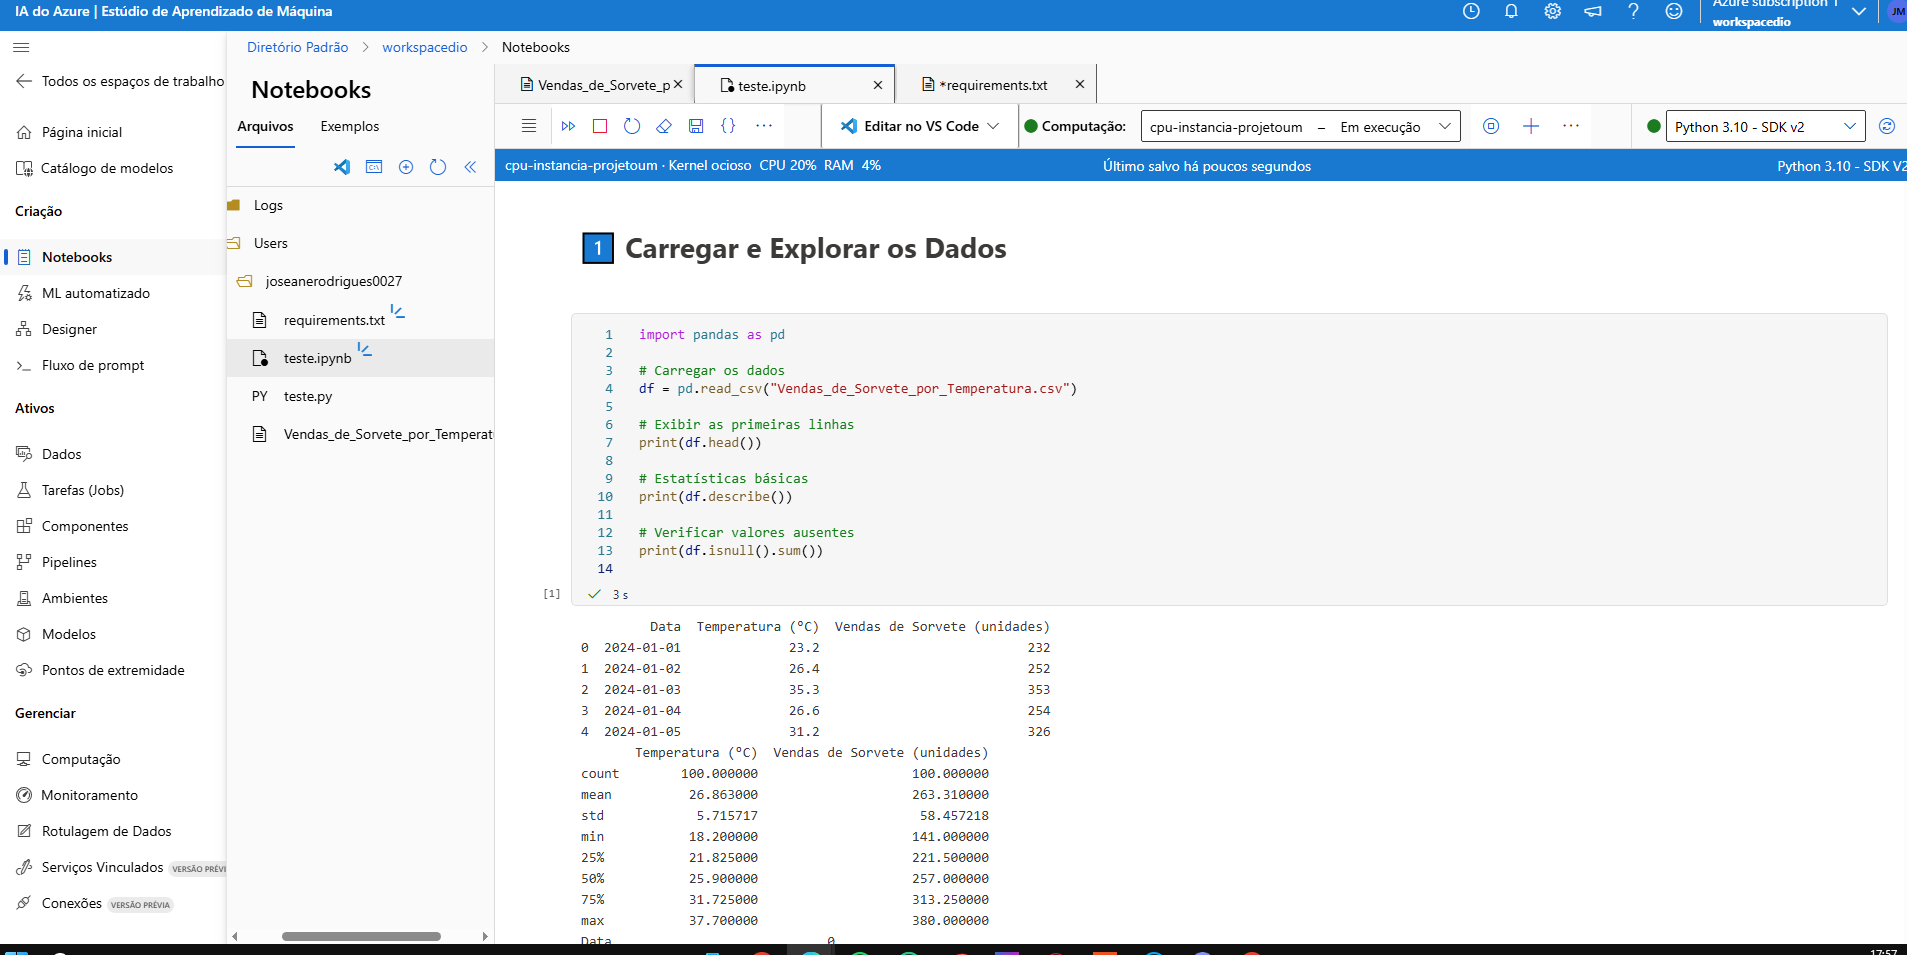 IA do Azure | Estúdio de Aprendizado de Máquina
Azure subscription 1
workspacedio
JM
Todos os espaços de trabalho
Página inicial
Catálogo de modelos
Criação
Notebooks
ML automatizado
Designer
Fluxo de prompt
Ativos
Dados
Tarefas (Jobs)
Componentes
Pipelines
Ambientes
Modelos
Pontos de extremidade
Gerenciar
Computação
Monitoramento
Rotulagem de Dados
Serviços Vinculados VERSÃO PRÉVI
Conexões VERSÃO PRÉVIA
Diretório Padrão > workspacedio > Notebooks
Notebooks
Arquivos Exemplos
Logs
Users
joseanerodrigues0027
requirements.txt
teste.ipynb
PY teste.py
Vendas_de_Sorvete_por_Temperat
Vendas_de_Sorvete_p
teste.ipynb
*requirements.txt
Editar no VS Code
Computação:
cpu-instancia-projetoum – Em execução
Python 3.10 - SDK v2
cpu-instancia-projetoum · Kernel ocioso CPU 20% RAM 4%
Último salvo há poucos segundos
Python 3.10 - SDK V2
1 Carregar e Explorar os Dados
1 import pandas as pd
2
3 # Carregar os dados
4 df = pd.read_csv("Vendas_de_Sorvete_por_Temperatura.csv")
5
6 # Exibir as primeiras linhas
7 print(df.head())
8
9 # Estatísticas básicas
10 print(df.describe())
11
12 # Verificar valores ausentes
13 print(df.isnull().sum())
14
[1] 3 s
Data Temperatura (°C) Vendas de Sorvete (unidades)
0 2024-01-01 23.2 232
1 2024-01-02 26.4 252
2 2024-01-03 35.3 353
3 2024-01-04 26.6 254
4 2024-01-05 31.2 326
Temperatura (°C) Vendas de Sorvete (unidades)
count 100.000000 100.000000
mean 26.863000 263.310000
std 5.715717 58.457218
min 18.200000 141.000000
25% 21.825000 221.500000
50% 25.900000 257.000000
75% 31.725000 313.250000
max 37.700000 380.000000
Data 0
17:57